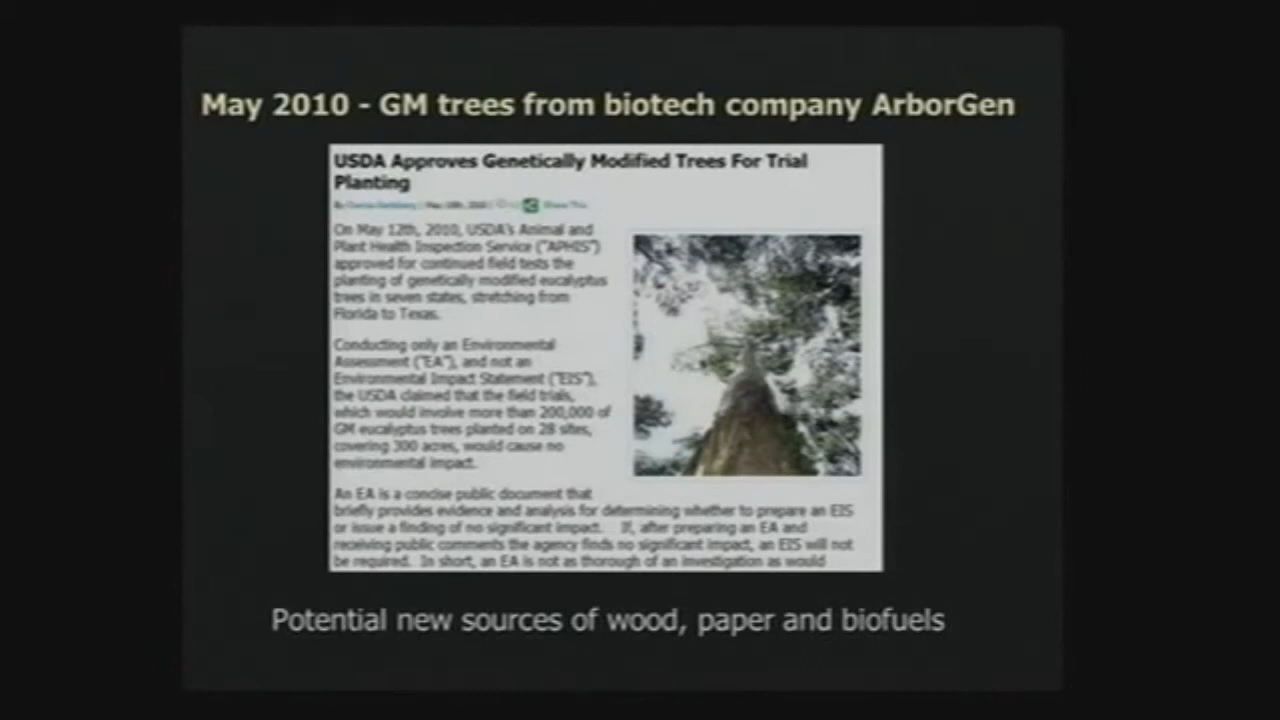 May 2010 - GM trees from biotech company ArborGen
USDA Approves Genetically Modified Trees For Trial
Planting
By
On May 12th, 2010, USDA's Animal and
Plant Health Inspection Service ("APHIS")
approved for continued field tests the
planting of genetically modified eucalyptus
trees in seven states, stretching from
Florida to Texas.
Conducting only an Environmental
Assessment ("EA"), and not an
Environmental Impact Statement ("EIS"),
the USDA claimed that the field trials,
which would involve more than 200,000 of
GM eucalyptus trees planted on 28 sites,
covering 300 acres, would cause no
environmental impact.
An EA is a concise public document that
briefly provides evidence and analysis for determining whether to prepare an EIS
or issue a finding of no significant impact. If, after preparing an EA and
receiving public comments the agency finds no significant impact, an EIS will not
be required. In short, an EA is not as thorough of an investigation as would
Potential new sources of wood, paper and biofuels